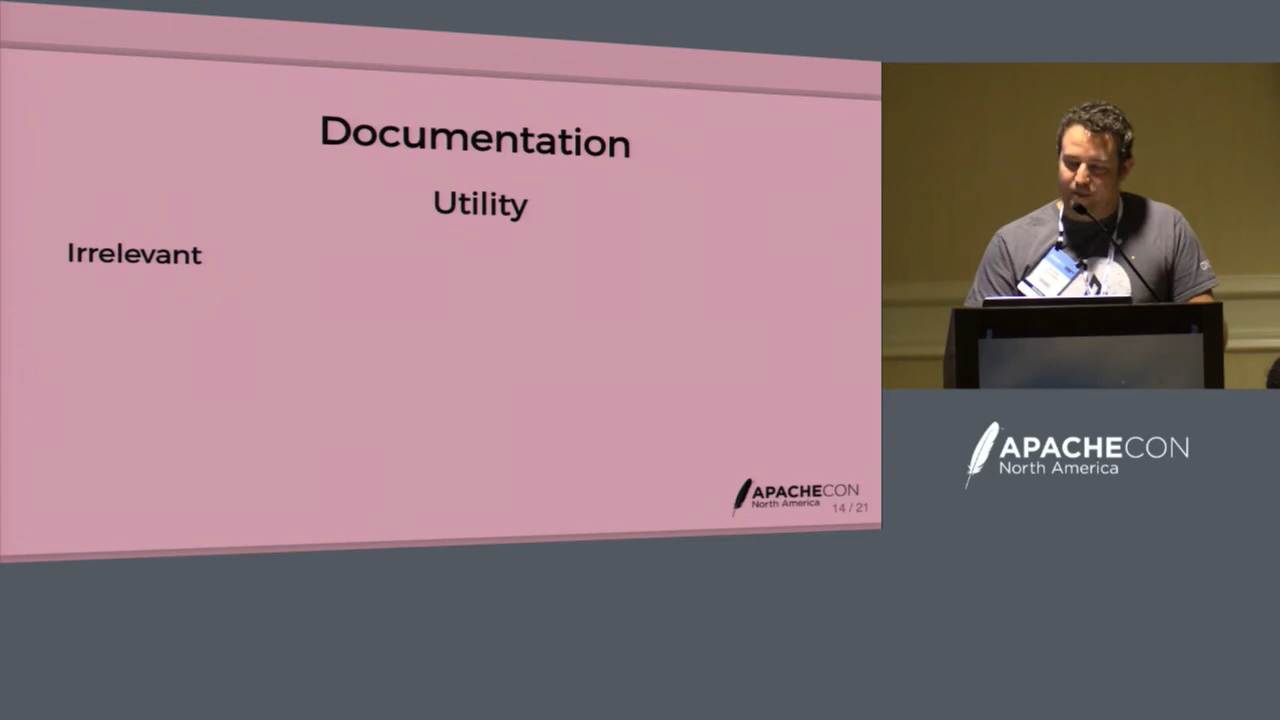 Documentation
Utility
Irrelevant
APACHECON
North America
14 / 21
APACHECON
North America